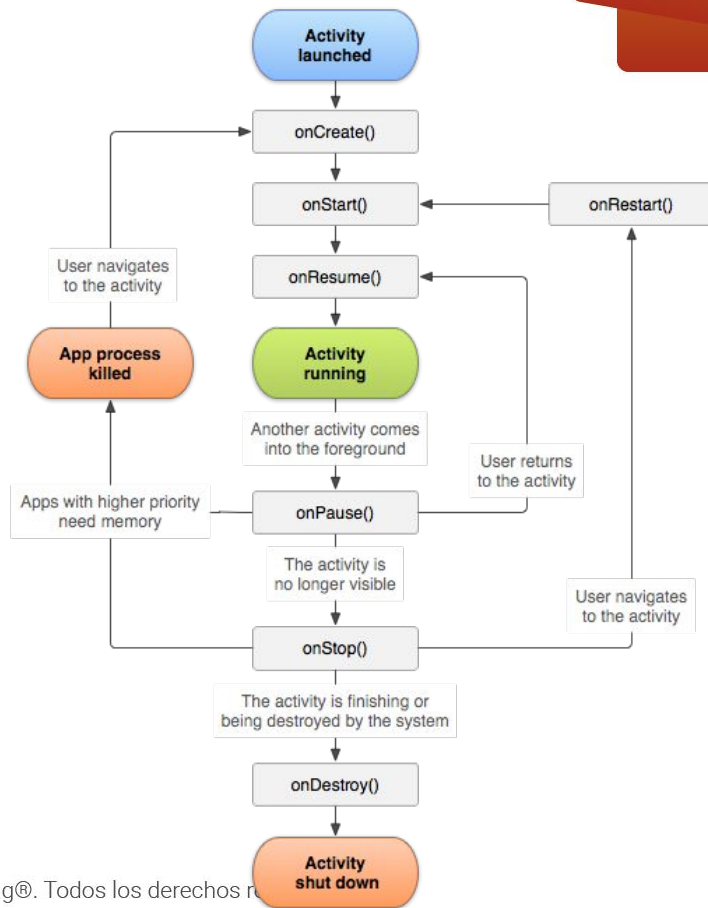 Activity
launched
onCreate()
onStart()
onRestart()
onResume()
User navigates
to the activity
App process
killed
Activity
running
Another activity comes
into the foreground
User returns
to the activity
Apps with higher priority
need memory
onPause()
The activity is
no longer visible
User navigates
to the activity
onStop()
The activity is finishing or
being destroyed by the system
onDestroy()
Activity
shut down
g®. Todos los derechos